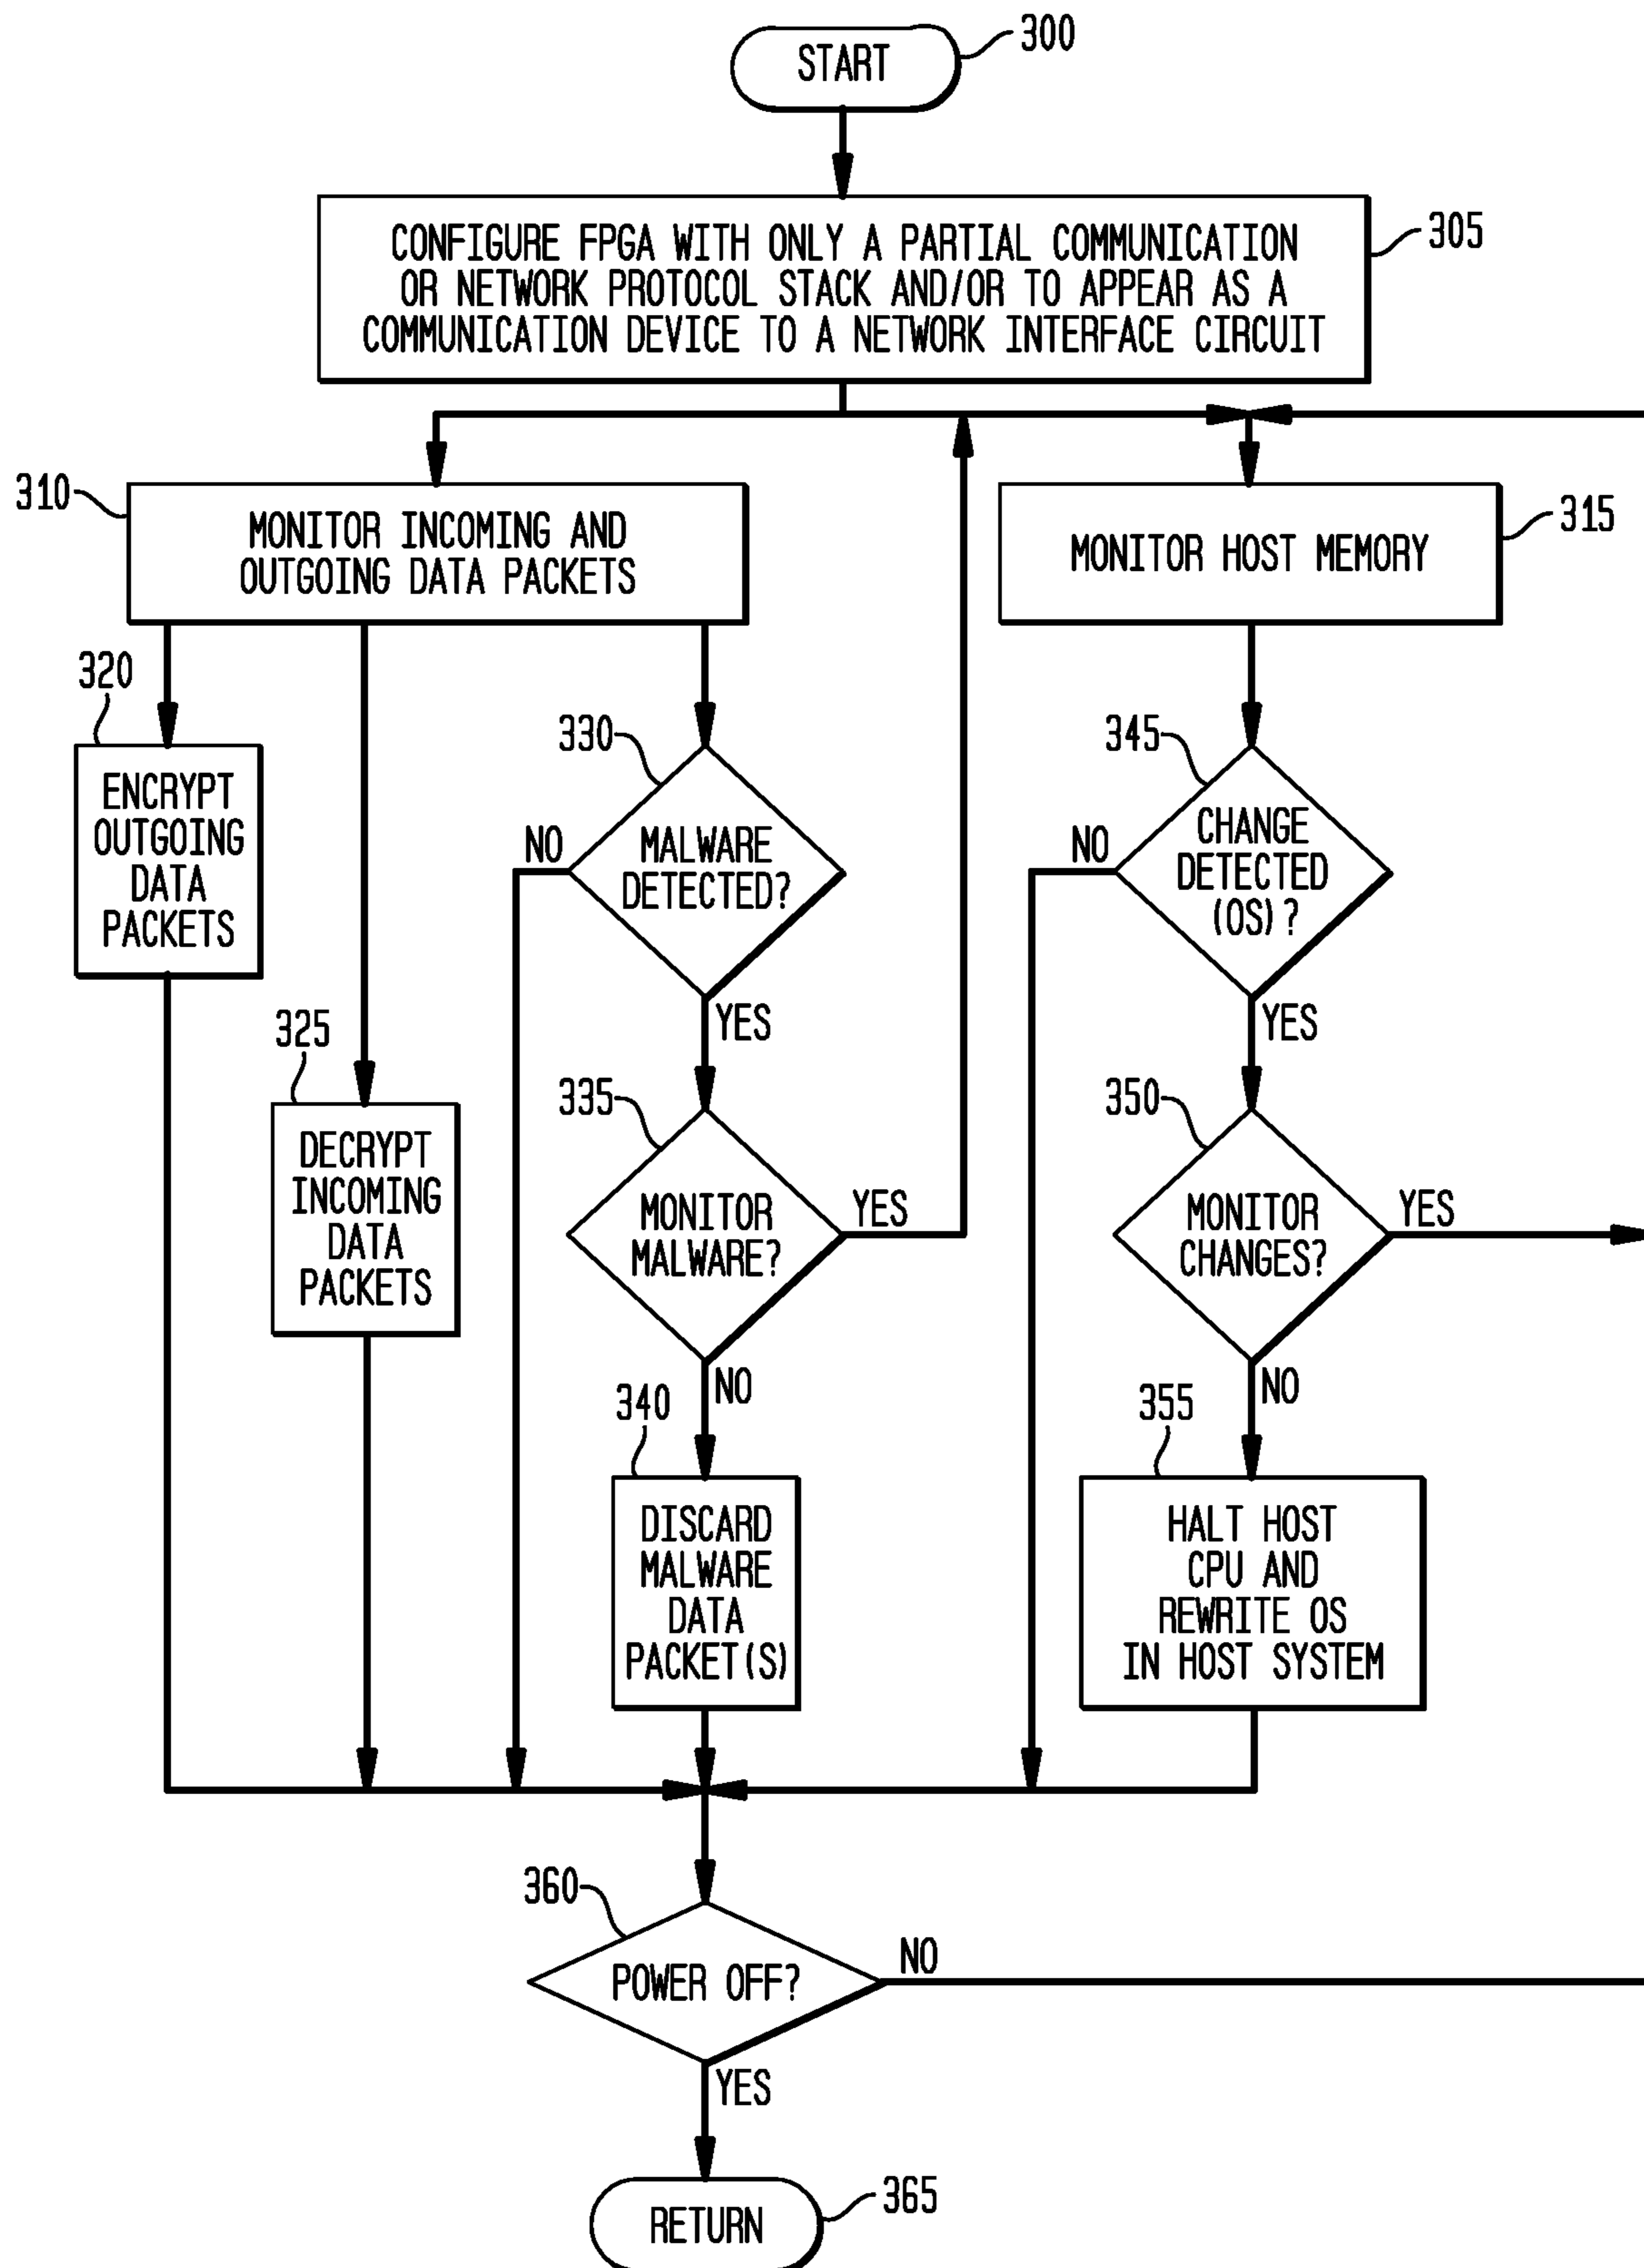 START
300
CONFIGURE FPGA WITH ONLY A PARTIAL COMMUNICATION
OR NETWORK PROTOCOL STACK AND/OR TO APPEAR AS A
COMMUNICATION DEVICE TO A NETWORK INTERFACE CIRCUIT
305
310
MONITOR INCOMING AND
OUTGOING DATA PACKETS
MONITOR HOST MEMORY
315
320
ENCRYPT
OUTGOING
DATA
PACKETS
325
DECRYPT
INCOMING
DATA
PACKETS
330
NO
MALWARE
DETECTED?
YES
335
MONITOR
MALWARE?
YES
NO
340
DISCARD
MALWARE
DATA
PACKET(S)
345
NO
CHANGE
DETECTED
(OS)?
YES
350
MONITOR
CHANGES?
YES
NO
355
HALT HOST
CPU AND
REWRITE OS
IN HOST SYSTEM
360
POWER OFF?
NO
YES
RETURN
365